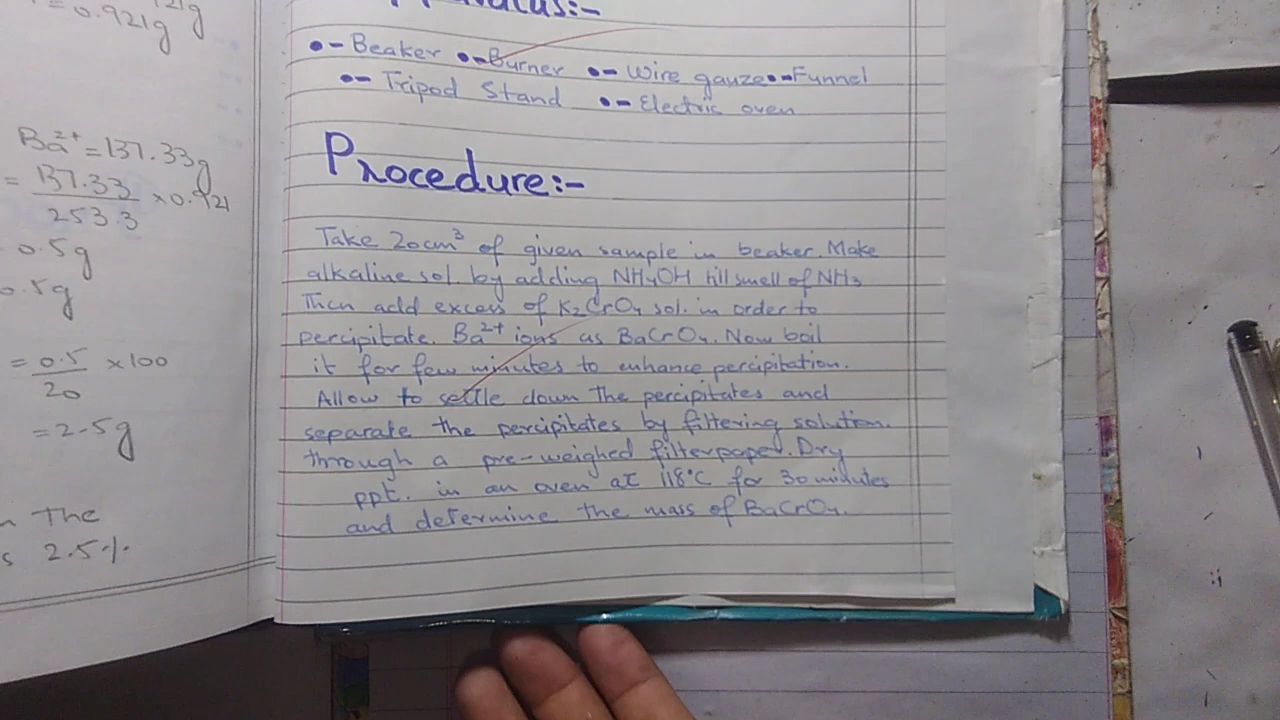 = 0.921g
Ba²⁺ = 137.33g
= 137.33 × 0.921
253.3
0.5g
0.5g
= 0.5 × 100
20
= 2.5g
The
2.5%
•- Beaker •- Burner •- Wire gauze •- Funnel
•- Tripod Stand •- Electric oven
Procedure:-
Take 20cm³ of given sample in beaker. Make
alkaline sol. by adding NH4OH till smell of NH3
Then add excess of K2CrO4 sol. in order to
percipitate. Ba²⁺ ions as BaCrO4. Now boil
it for few minutes to enhance percipitation.
Allow to settle down the percipitates and
separate the percipitates by filtering solution.
through a pre-weighed filterpaper. Dry
ppt. in an oven at 118°C for 30 minutes
and determine the mass of BaCrO4.